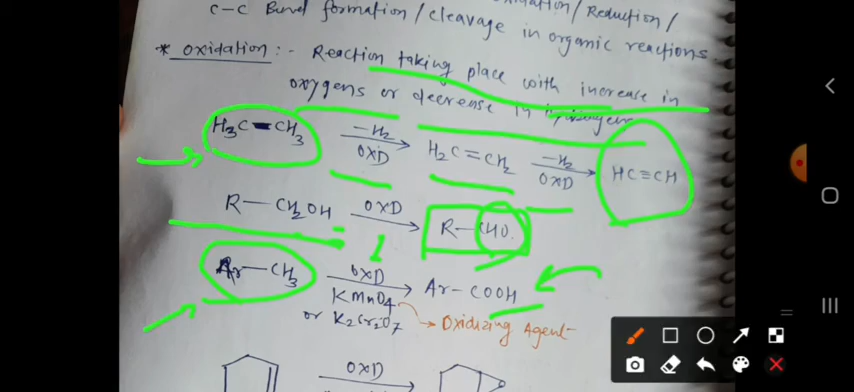 C-C Bond formation/cleavage in organic reactions. Oxidation/Reduction/
* Oxidation :- Reaction taking place with increase in
oxygens or decrease in hydrogen
H₃C-CH₃ —H₂ OXD → H₂C=CH₂ —H₂ OXD → HC≡CH
R-CH₂OH OXD → R-CHO.
Ar-CH₃ OXD → Ar-COOH
KMnO₄ → Oxidizing Agent
or K₂Cr₂O₇
OXD